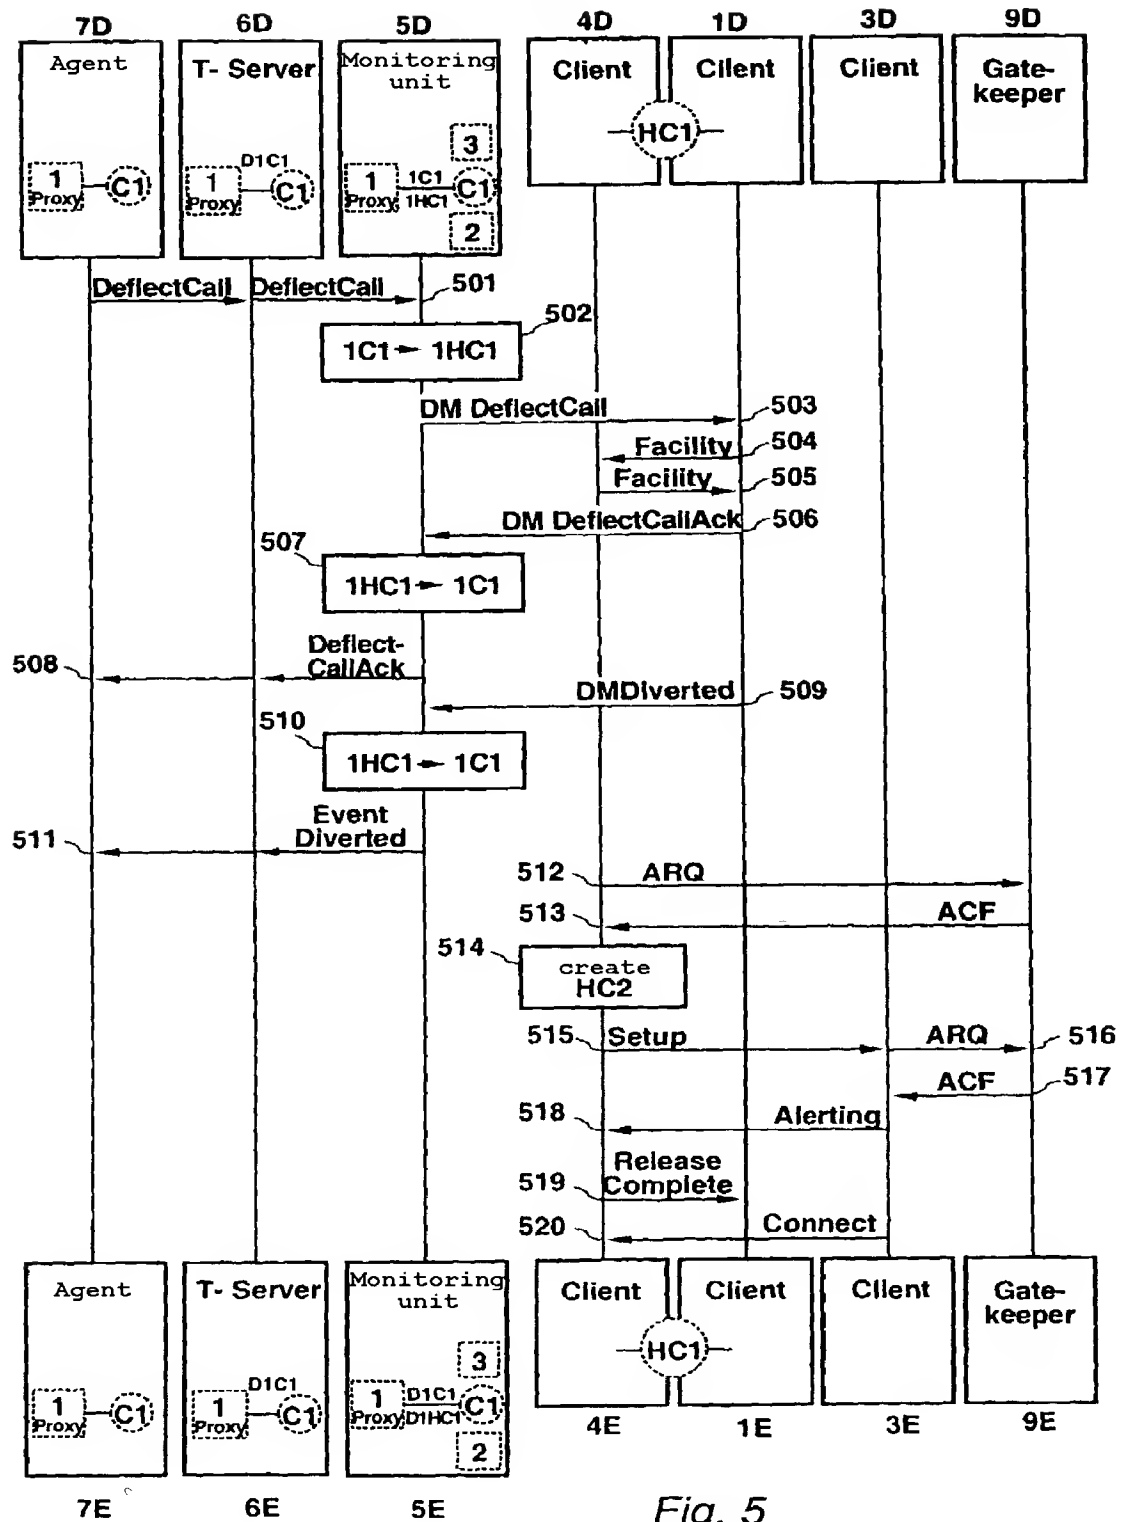 7D 6D 5D 4D 1D 3D 9D
Agent T- Server Monitoring unit Client Client Client Gate-keeper
HC1
3
D1C1 1C1
1 Proxy C1 1 Proxy C1 1 Proxy C1
1HC1
2
DeflectCall DeflectCall 501
502
1C1 1HC1
DM DeflectCall 503
Facility 504
Facility 505
DM DeflectCallAck 506
507
1HC1 1C1
Deflect-
508 CallAck
DMDiverted 509
510
1HC1 1C1
Event
511 Diverted
512 ARQ
513 ACF
514
create
HC2
515 Setup ARQ 516
ACF 517
518 Alerting
Release
519 Complete
520 Connect
Agent T- Server Monitoring unit Client Client Client Gate-keeper
HC1
3
D1C1 D1C1
1 Proxy C1 1 Proxy C1 1 Proxy C1
D1HC1
2
4E 1E 3E 9E
7E 6E 5E
Fig. 5